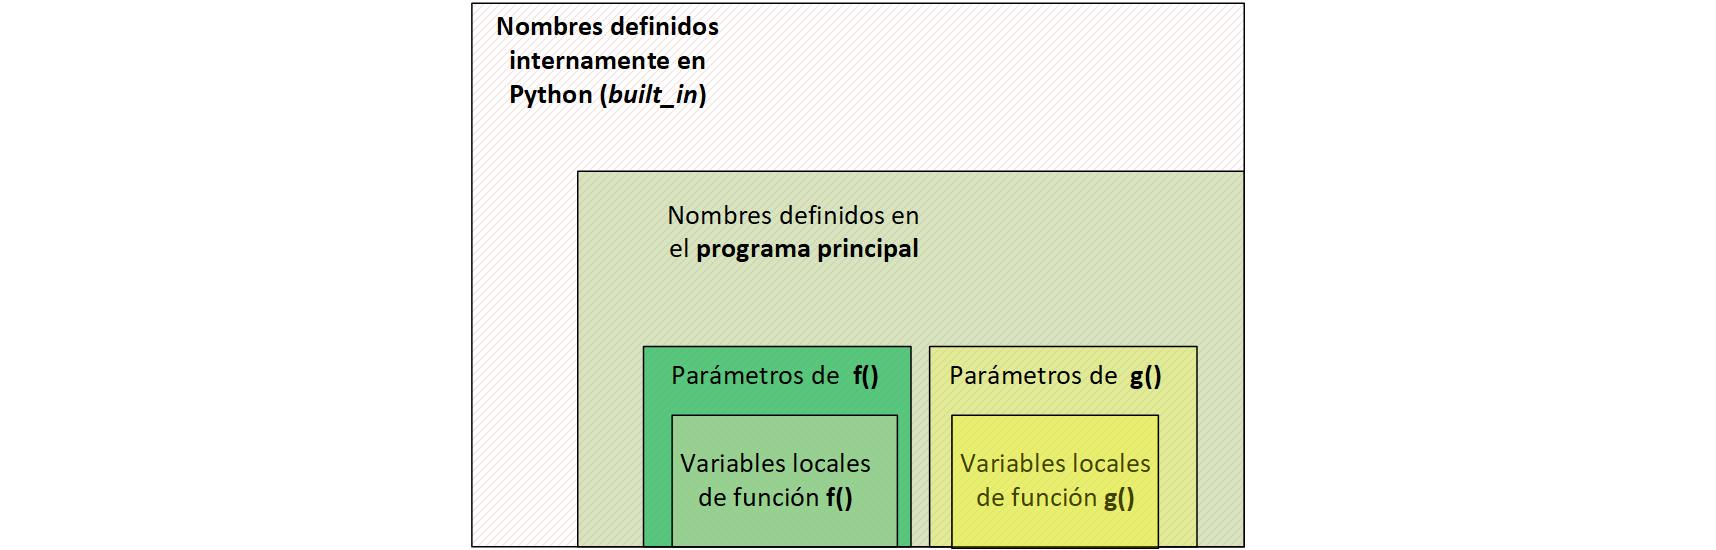 Nombres definidos
internamente en
Python (built_in)
Nombres definidos en
el programa principal
Parámetros de f()
Variables locales
de función f()
Parámetros de g()
Variables locales
de función g()